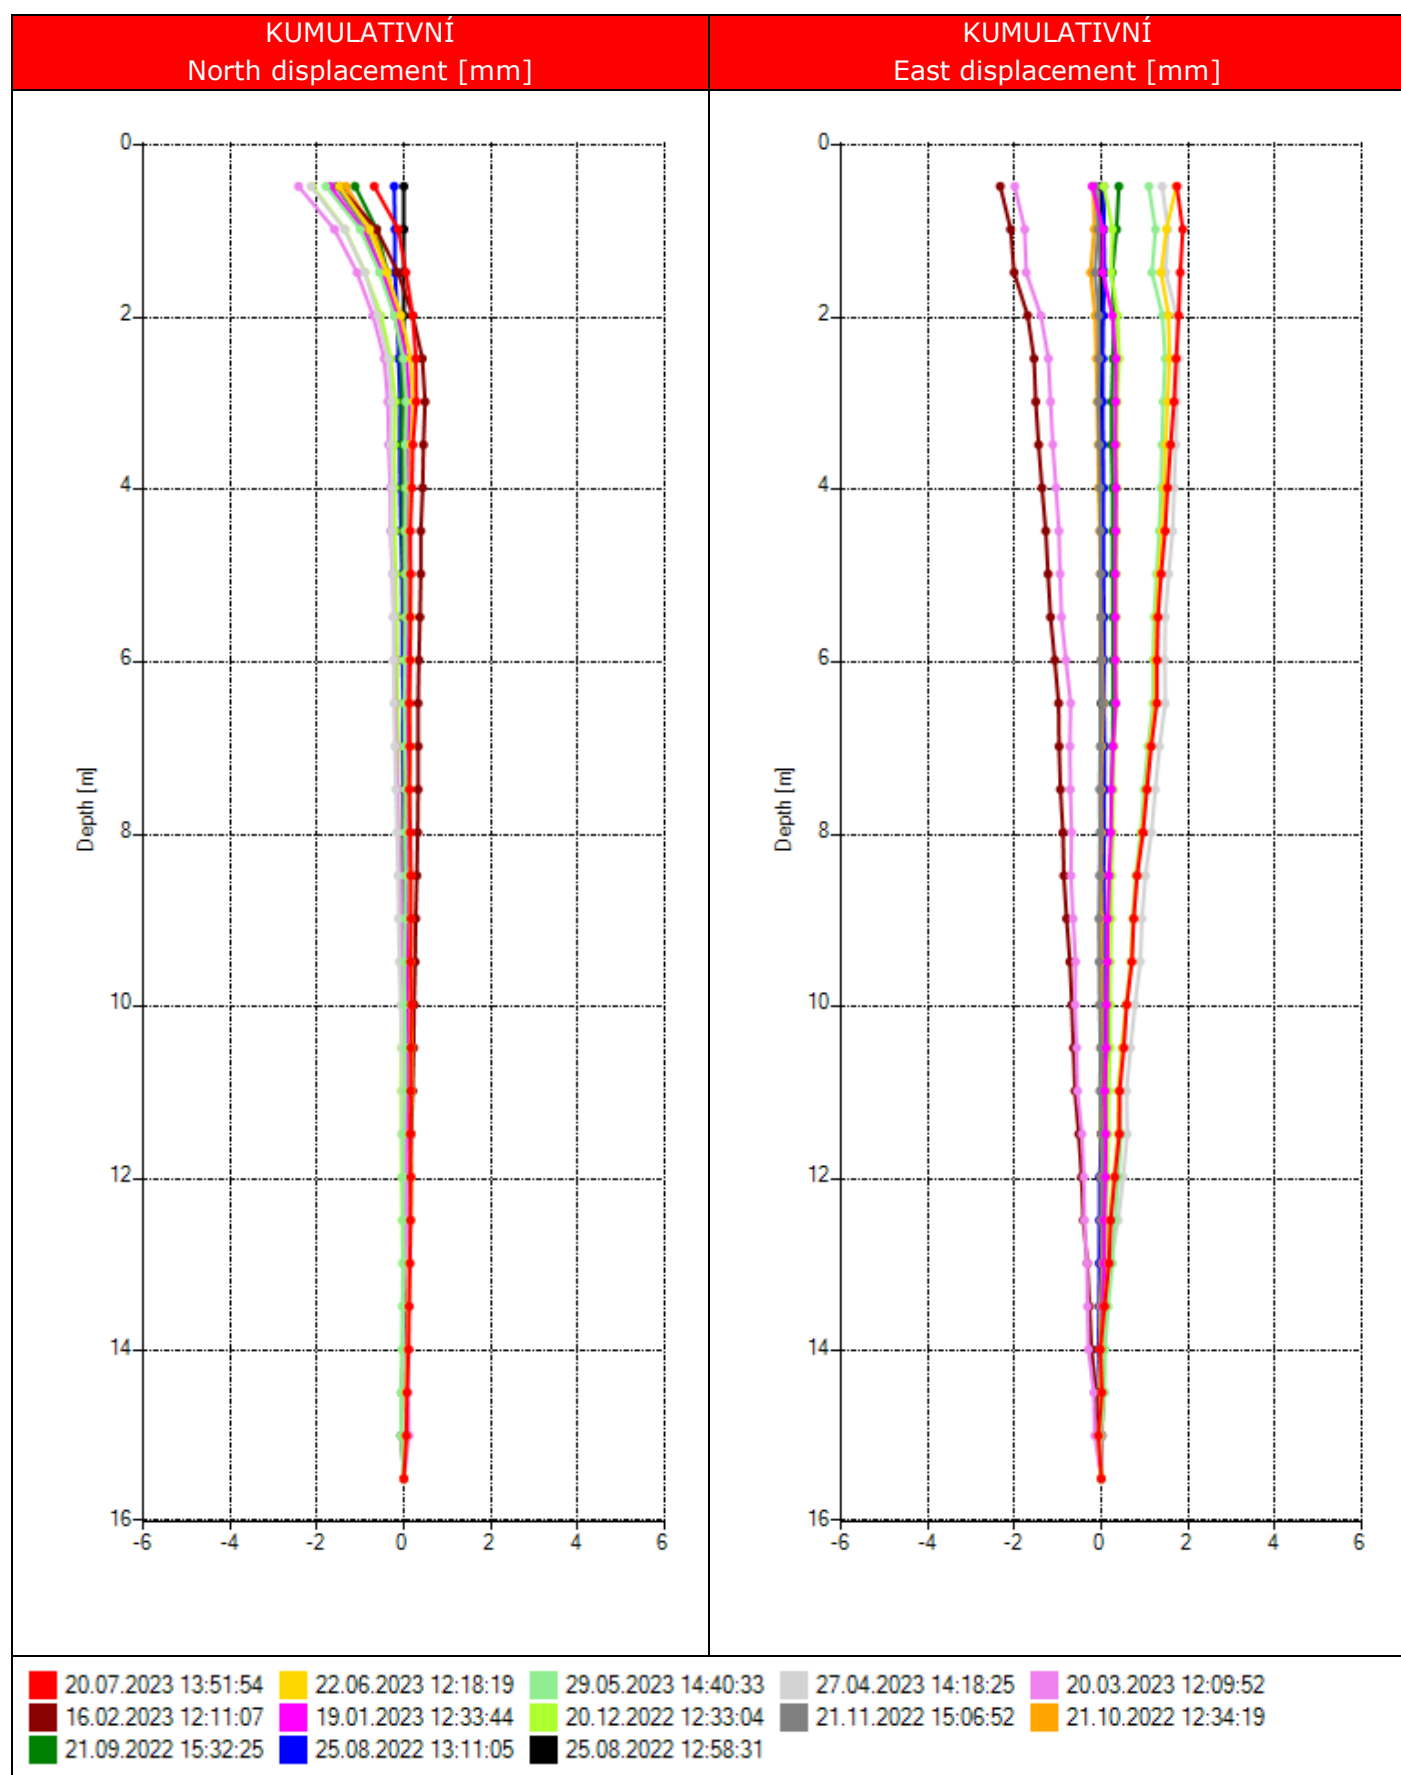 KUMULATIVNÍ
North displacement [mm]
KUMULATIVNÍ
East displacement [mm]
0
2
4
6
8
10
12
14
16
Depth [m]
-6 -4 -2 0 2 4 6
0
2
4
6
8
10
12
14
16
Depth [m]
-6 -4 -2 0 2 4 6
20.07.2023 13:51:54 22.06.2023 12:18:19 29.05.2023 14:40:33 27.04.2023 14:18:25 20.03.2023 12:09:52
16.02.2023 12:11:07 19.01.2023 12:33:44 20.12.2022 12:33:04 21.11.2022 15:06:52 21.10.2022 12:34:19
21.09.2022 15:32:25 25.08.2022 13:11:05 25.08.2022 12:58:31